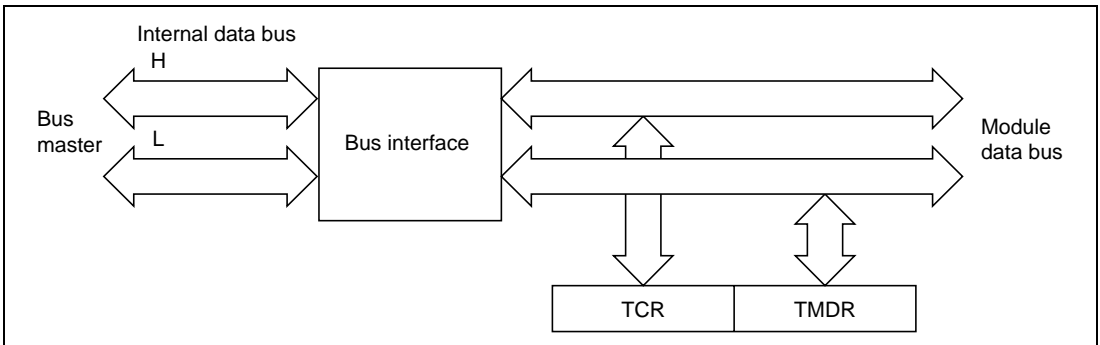 Internal data bus
H
Bus
master
L
Bus interface
Module
data bus
TCR
TMDR